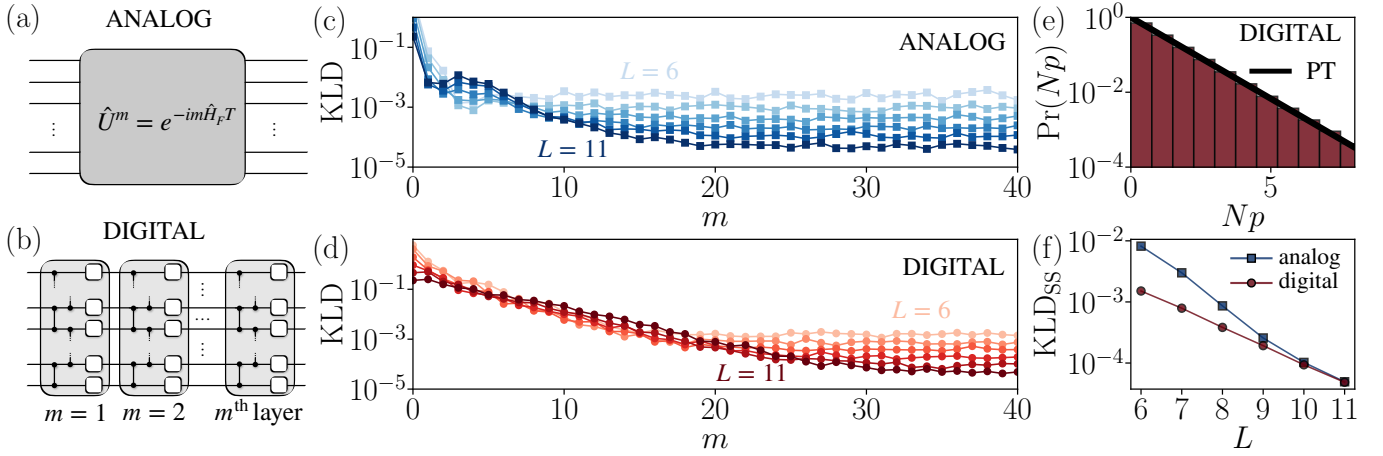 (a)
ANALOG
Û^m = e^{-imĤ_F T}
⋮
⋮
(b)
DIGITAL
⋮
...
...
⋮
m = 1
m = 2
m^th layer
(c)
KLD
10^{-1}
10^{-3}
10^{-5}
ANALOG
L = 6
L = 11
0
10
20
30
40
m
(d)
KLD
10^{-1}
10^{-3}
10^{-5}
DIGITAL
L = 6
L = 11
0
10
20
30
40
m
(e)
Pr(Np)
10^0
10^{-2}
10^{-4}
DIGITAL
PT
0
5
Np
(f)
KLD_SS
10^{-2}
10^{-3}
10^{-4}
analog
digital
6
7
8
9
10
11
L